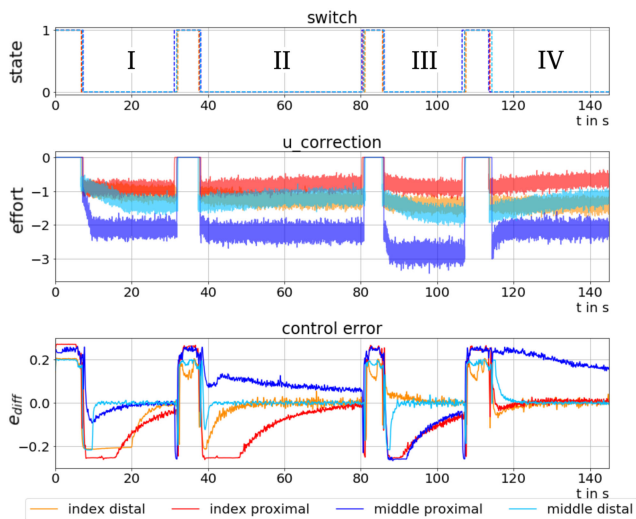 switch
1
state
I
II
III
IV
0
0 20 40 60 80 100 120 140
t in s
u_correction
0
-1
effort
-2
-3
0 20 40 60 80 100 120 140
t in s
control error
0.2
e_diff
0.0
-0.2
0 20 40 60 80 100 120 140
t in s
index distal index proximal middle proximal middle distal